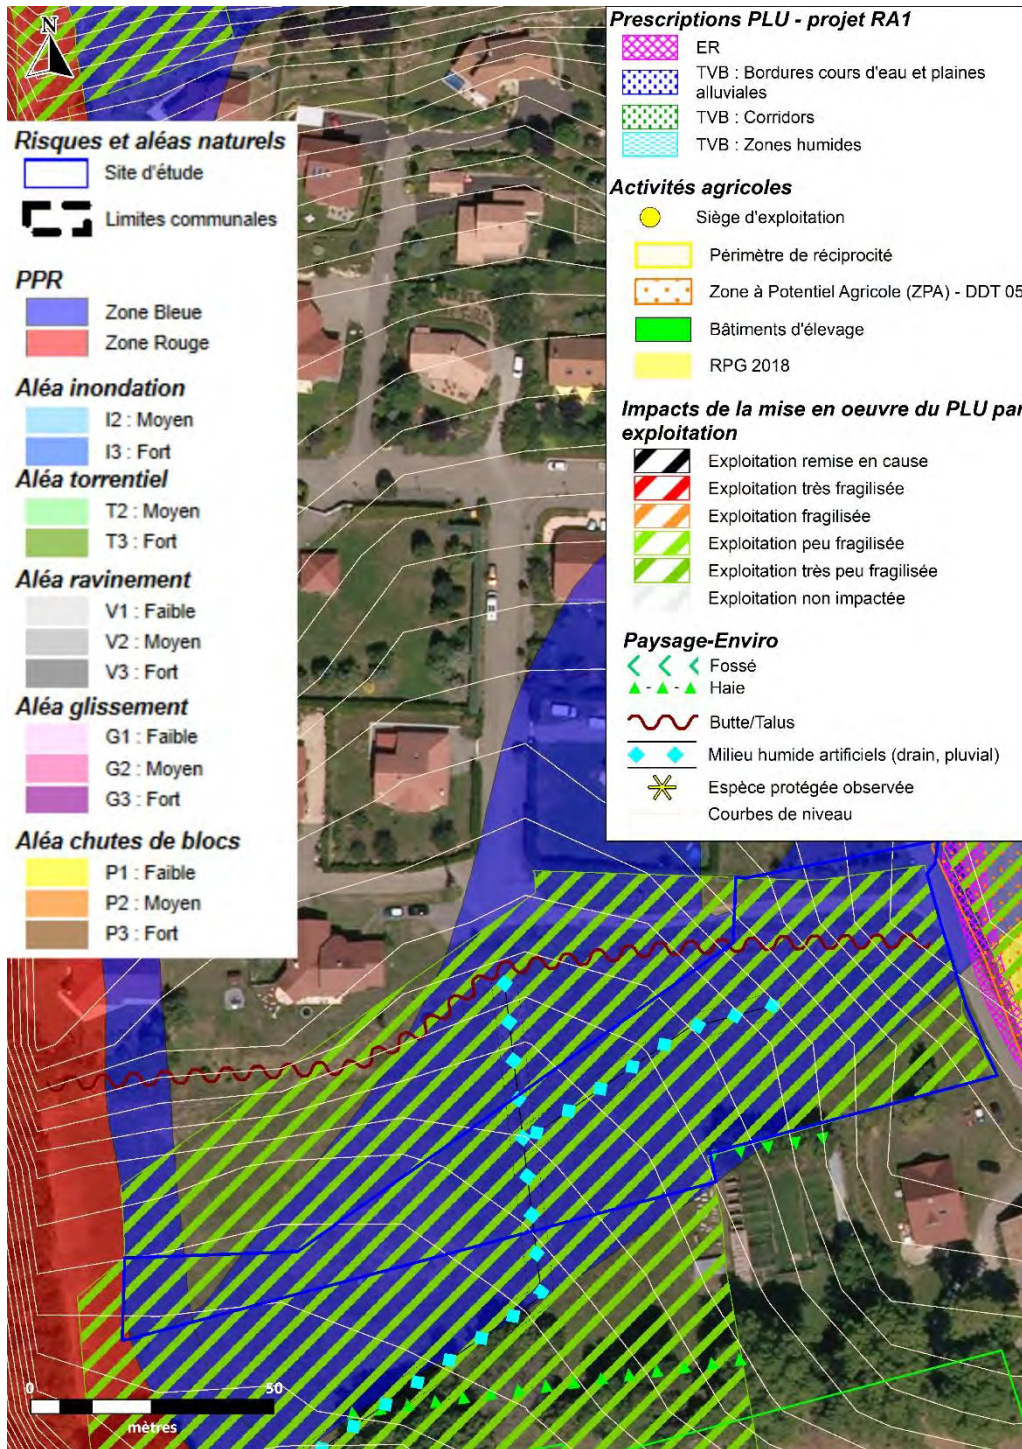 N
Risques et aléas naturels
Site d'étude
Limites communales
PPR
Zone Bleue
Zone Rouge
Aléa inondation
I2 : Moyen
I3 : Fort
Aléa torrentiel
T2 : Moyen
T3 : Fort
Aléa ravinement
V1 : Faible
V2 : Moyen
V3 : Fort
Aléa glissement
G1 : Faible
G2 : Moyen
G3 : Fort
Aléa chutes de blocs
P1 : Faible
P2 : Moyen
P3 : Fort
Prescriptions PLU - projet RA1
ER
TVB : Bordures cours d'eau et plaines
alluviales
TVB : Corridors
TVB : Zones humides
Activités agricoles
Siège d'exploitation
Périmètre de réciprocité
Zone à Potentiel Agricole (ZPA) - DDT 05
Bâtiments d'élevage
RPG 2018
Impacts de la mise en oeuvre du PLU par
exploitation
Exploitation remise en cause
Exploitation très fragilisée
Exploitation fragilisée
Exploitation peu fragilisée
Exploitation très peu fragilisée
Exploitation non impactée
Paysage-Enviro
Fossé
Haie
Butte/Talus
Milieu humide artificiels (drain, pluvial)
Espèce protégée observée
Courbes de niveau
0 50
mètres